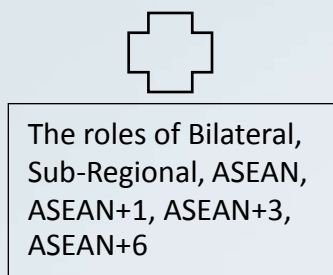 The roles of Bilateral,
Sub-Regional, ASEAN,
ASEAN+1, ASEAN+3,
ASEAN+6